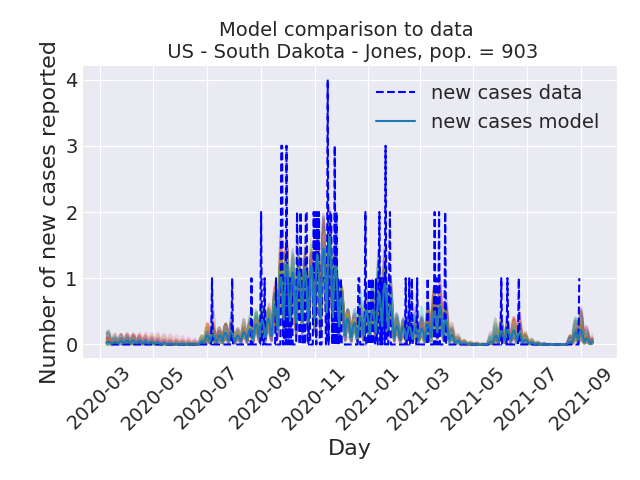 Model comparison to data
US - South Dakota - Jones, pop. = 903
Number of new cases reported
4
3
2
1
0
new cases data
new cases model
2020-03
2020-05
2020-07
2020-09
2020-11
2021-01
2021-03
2021-05
2021-07
2021-09
Day